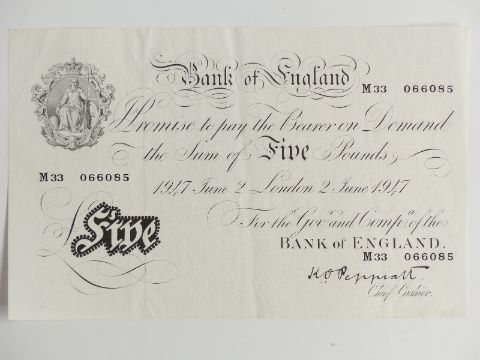 Bank of England
M33 066085
I Promise to pay the Bearer on Demand
the Sum of Five Pounds
M33 066085
1947 June 2 London 2 June 1947
For the Govr. and Compa. of the
BANK of ENGLAND.
£ Five
M33 066085
K O Peppiatt
Chief Cashier.